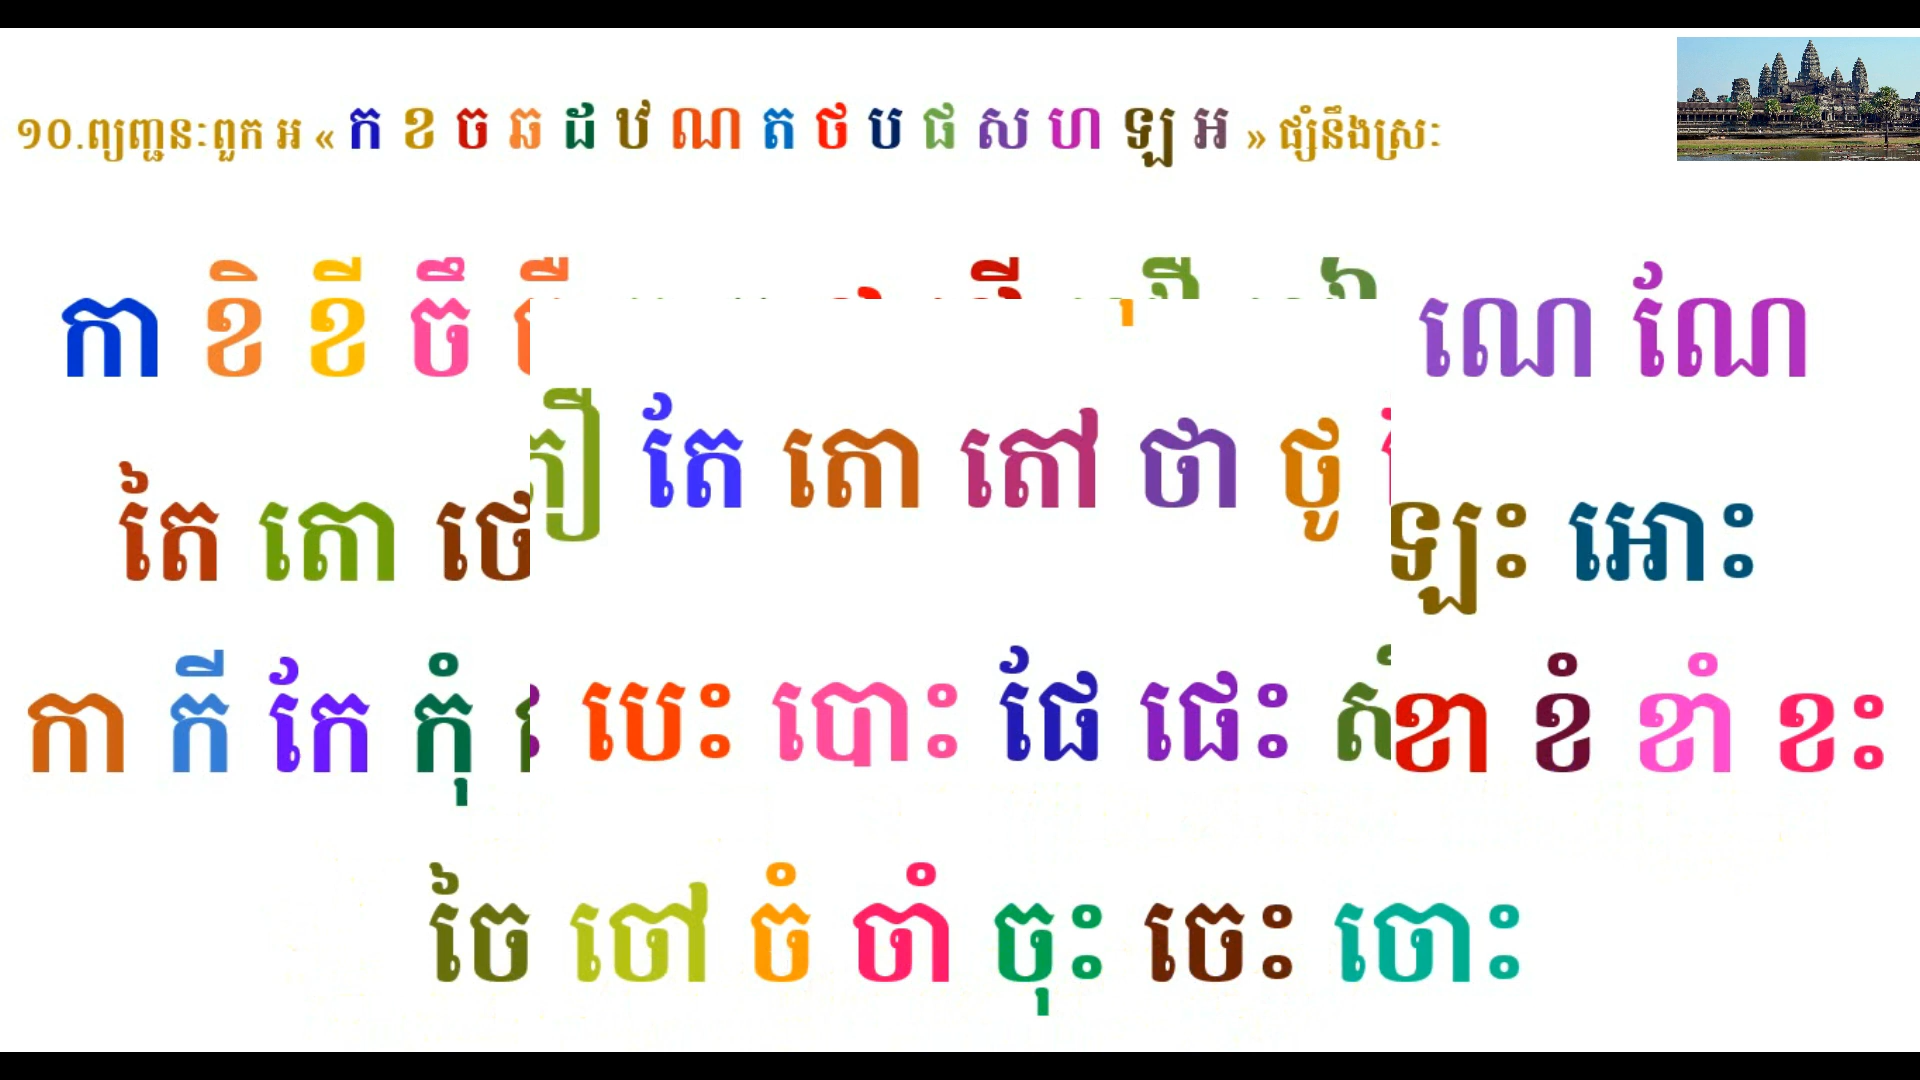 ១០.ព្យញ្ជនៈពួក អ « ក ខ ច ឆ ដ ឋ ណ ត ថ ប ផ ស ហ ឡ អ » ផ្សំនឹងស្រៈ
កា ខិ ខី ចឹ ណេ ណែ
តែ តោ តៅ ថា ថូ
តៃ តោ ឡះ អោះ
កា កី កែ កុំ បេះ បោះ ផែ ផេះ ខា ខំ ខាំ ខះ
ចៃ ចៅ ចំ ចាំ ចុះ ចេះ ចោះ